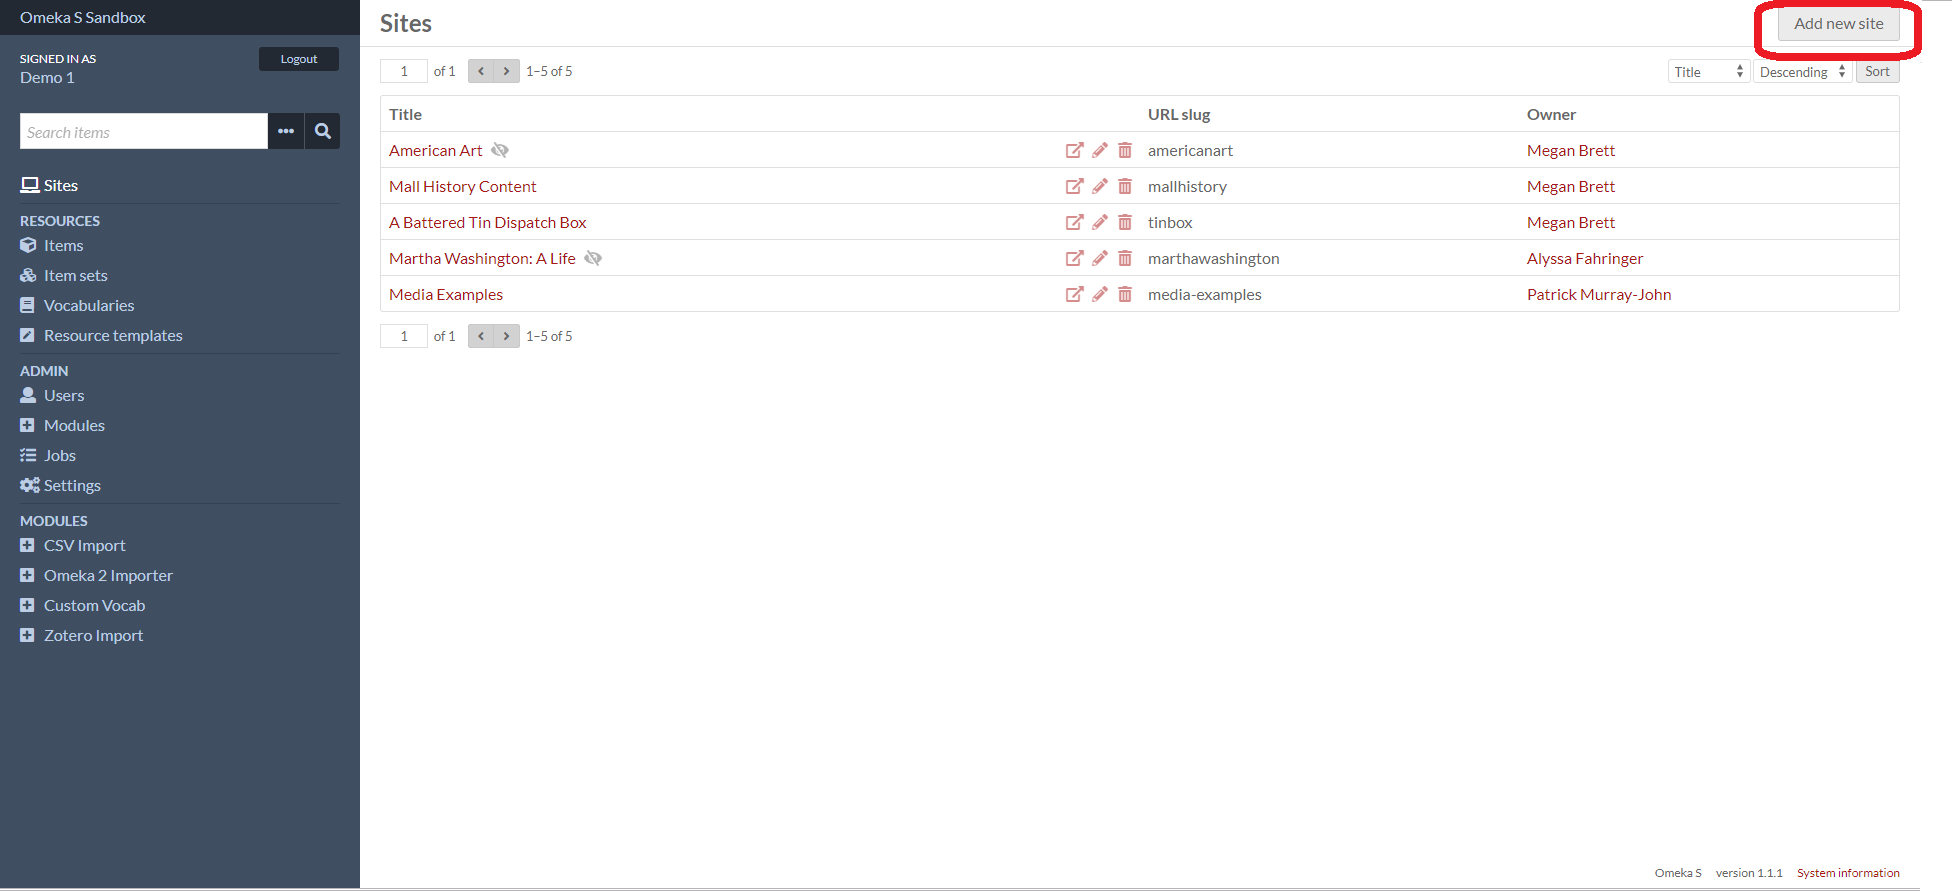 Omeka S Sandbox
SIGNED IN AS
Demo 1
Logout
Search items
Sites
RESOURCES
Items
Item sets
Vocabularies
Resource templates
ADMIN
Users
Modules
Jobs
Settings
MODULES
CSV Import
Omeka 2 Importer
Custom Vocab
Zotero Import
Sites
Add new site
1 of 1 1–5 of 5
Title Descending Sort
Title URL slug Owner
American Art americanart Megan Brett
Mall History Content mallhistory Megan Brett
A Battered Tin Dispatch Box tinbox Megan Brett
Martha Washington: A Life marthawashington Alyssa Fahringer
Media Examples media-examples Patrick Murray-John
1 of 1 1–5 of 5
Omeka S version 1.1.1 System information